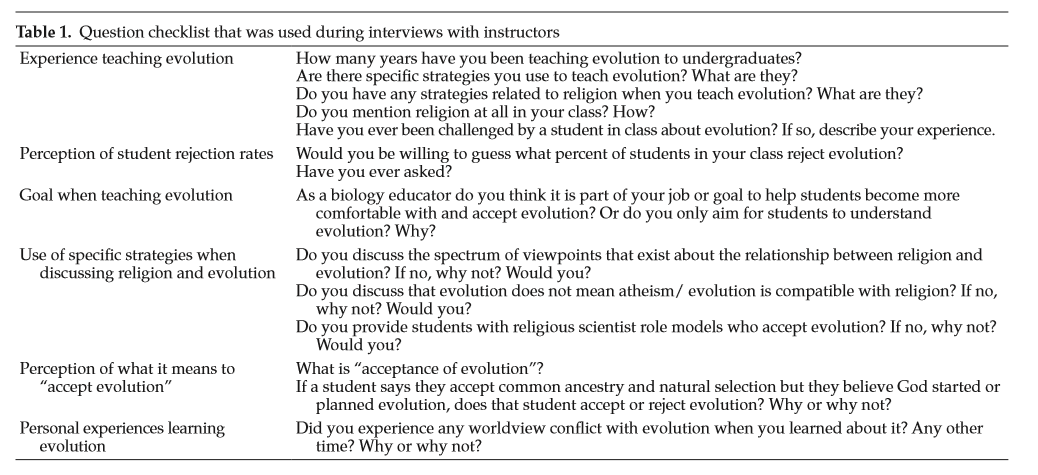 Table 1. Question checklist that was used during interviews with instructors
Experience teaching evolution
How many years have you been teaching evolution to undergraduates?
Are there specific strategies you use to teach evolution? What are they?
Do you have any strategies related to religion when you teach evolution? What are they?
Do you mention religion at all in your class? How?
Have you ever been challenged by a student in class about evolution? If so, describe your experience.
Perception of student rejection rates
Would you be willing to guess what percent of students in your class reject evolution?
Have you ever asked?
Goal when teaching evolution
As a biology educator do you think it is part of your job or goal to help students become more
comfortable with and accept evolution? Or do you only aim for students to understand
evolution? Why?
Use of specific strategies when
discussing religion and evolution
Do you discuss the spectrum of viewpoints that exist about the relationship between religion and
evolution? If no, why not? Would you?
Do you discuss that evolution does not mean atheism/ evolution is compatible with religion? If no,
why not? Would you?
Do you provide students with religious scientist role models who accept evolution? If no, why not?
Would you?
Perception of what it means to
“accept evolution”
What is “acceptance of evolution”?
If a student says they accept common ancestry and natural selection but they believe God started or
planned evolution, does that student accept or reject evolution? Why or why not?
Personal experiences learning
evolution
Did you experience any worldview conflict with evolution when you learned about it? Any other
time? Why or why not?